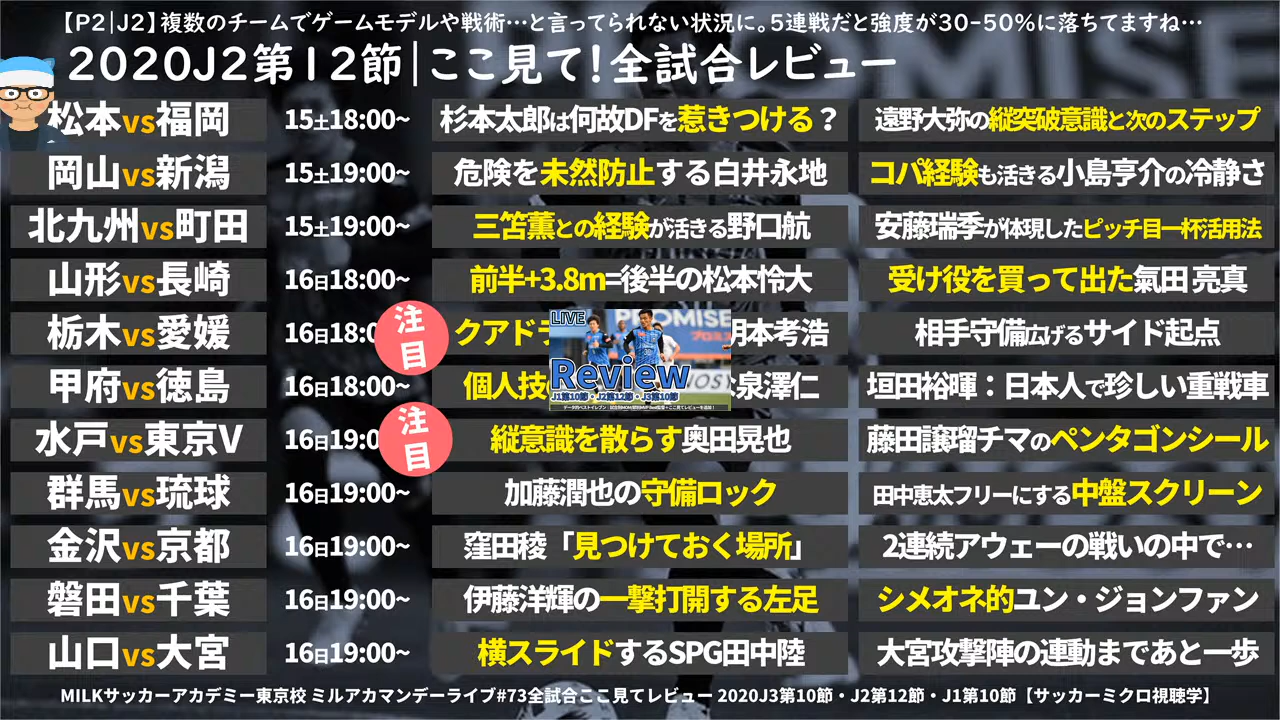 【P2|J2】複数のチームでゲームモデルや戦術…と言ってられない状況に。5連戦だと強度が30-50%に落ちてますね…
2020J2第12節|ここ見て!全試合レビュー
松本vs福岡 15土18:00~ 杉本太郎は何故DFを惹きつける? 遠野大弥の縦突破意識と次のステップ
岡山vs新潟 15土19:00~ 危険を未然防止する白井永地 コパ経験も活きる小島亨介の冷静さ
北九州vs町田 15土19:00~ 三笘薫との経験が活きる野口航 安藤瑞季が体現したピッチ目一杯活用法
山形vs長崎 16日18:00~ 前半+3.8m=後半の松本怜大 受け役を買って出た氣田 亮真
栃木vs愛媛 16日18:0 注目 クアドラ 明本考浩 相手守備広げるサイド起点
甲府vs徳島 16日18:00~ 個人技 泉澤仁 垣田裕暉:日本人で珍しい重戦車
水戸vs東京V 16日19:0 注目 縦意識を散らす奥田晃也 藤田譲瑠チマのペンタゴンシール
群馬vs琉球 16日19:00~ 加藤潤也の守備ロック 田中恵太フリーにする中盤スクリーン
金沢vs京都 16日19:00~ 窪田稜「見つけておく場所」 2連続アウェーの戦いの中で…
磐田vs千葉 16日19:00~ 伊藤洋輝の一撃打開する左足 シメオネ的ユン・ジョンファン
山口vs大宮 16日19:00~ 横スライドするSPG田中陸 大宮攻撃陣の連動まであと一歩
LIVE
PROMISE
Review
J1第10節・J2第12節・J3第10節
MILKサッカーアカデミー東京校 ミルアカマンデーライブ#73全試合ここ見てレビュー 2020J3第10節・J2第12節・J1第10節【サッカーミクロ視聴学】